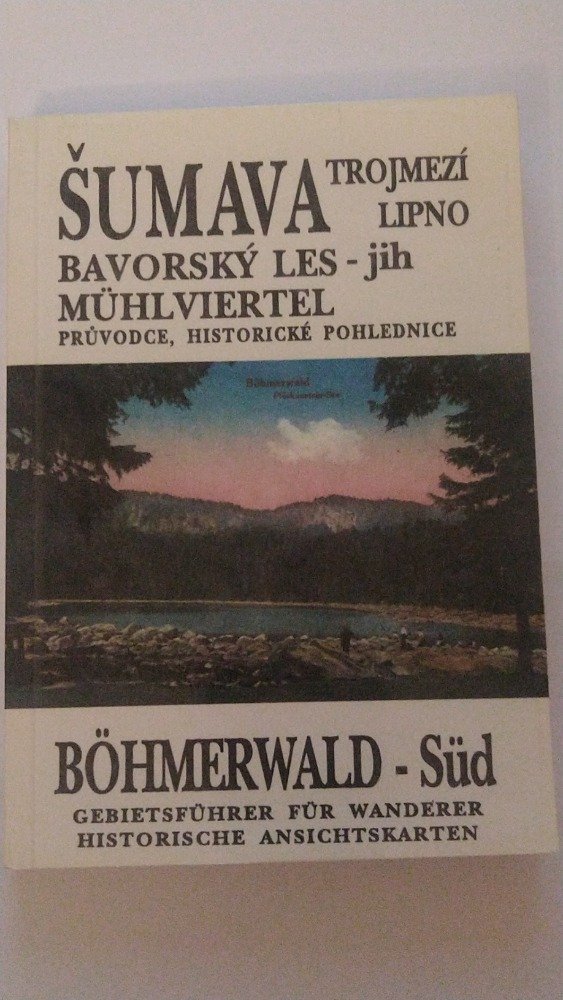 ŠUMAVA TROJMEZÍ
LIPNO
BAVORSKÝ LES - jih
MÜHLVIERTEL
PRŮVODCE, HISTORICKÉ POHLEDNICE
Böhmerwald
BÖHMERWALD - Süd
GEBIETSFÜHRER FÜR WANDERER
HISTORISCHE ANSICHTSKARTEN